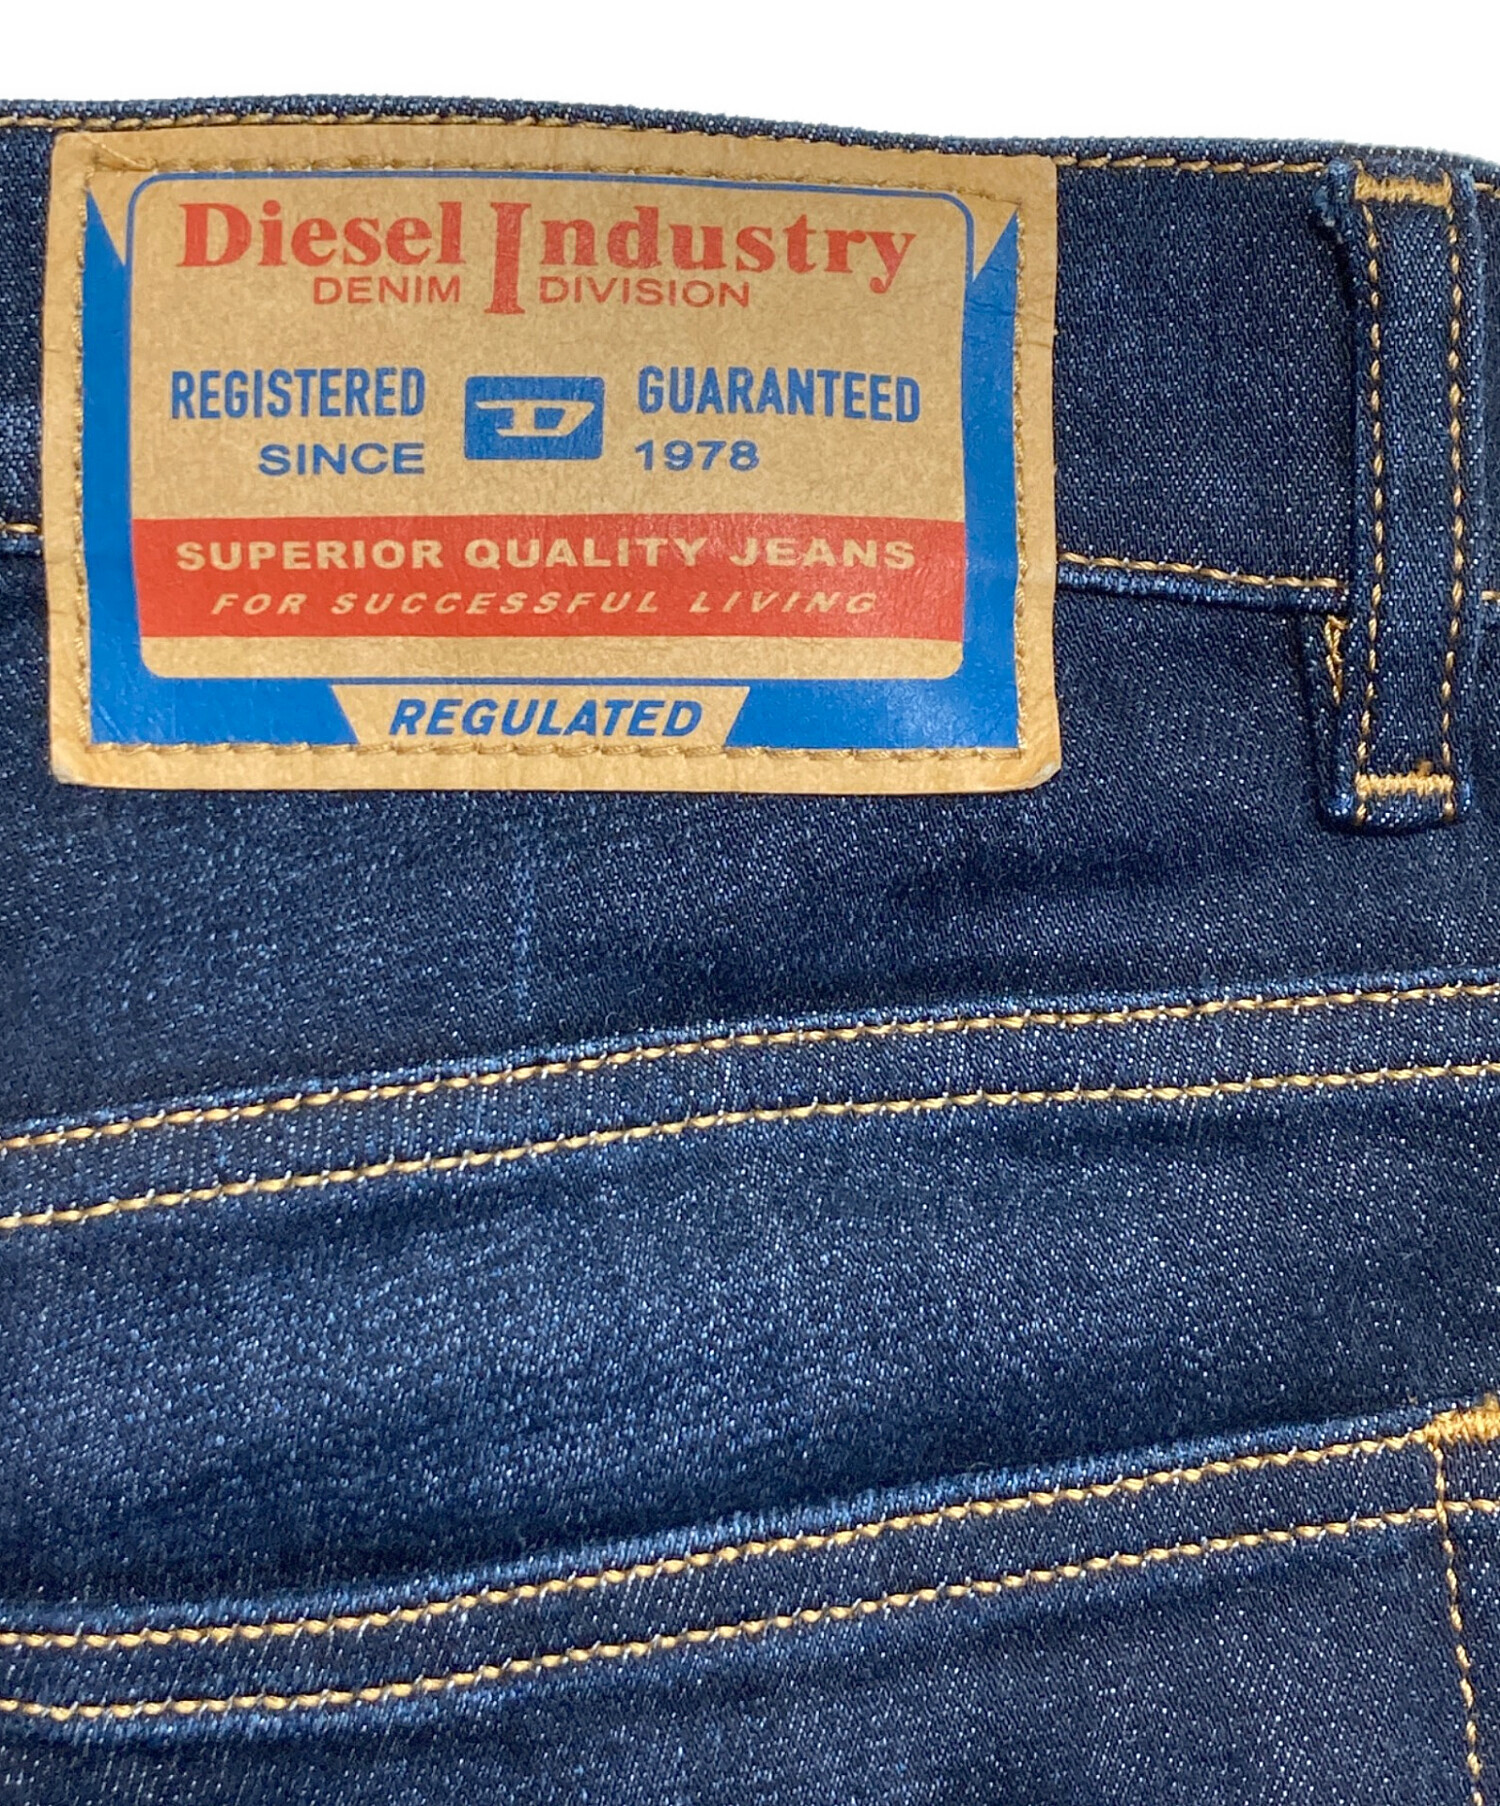 Diesel Industry
DENIM DIVISION
REGISTERED D GUARANTEED
SINCE 1978
SUPERIOR QUALITY JEANS
FOR SUCCESSFUL LIVING
REGULATED